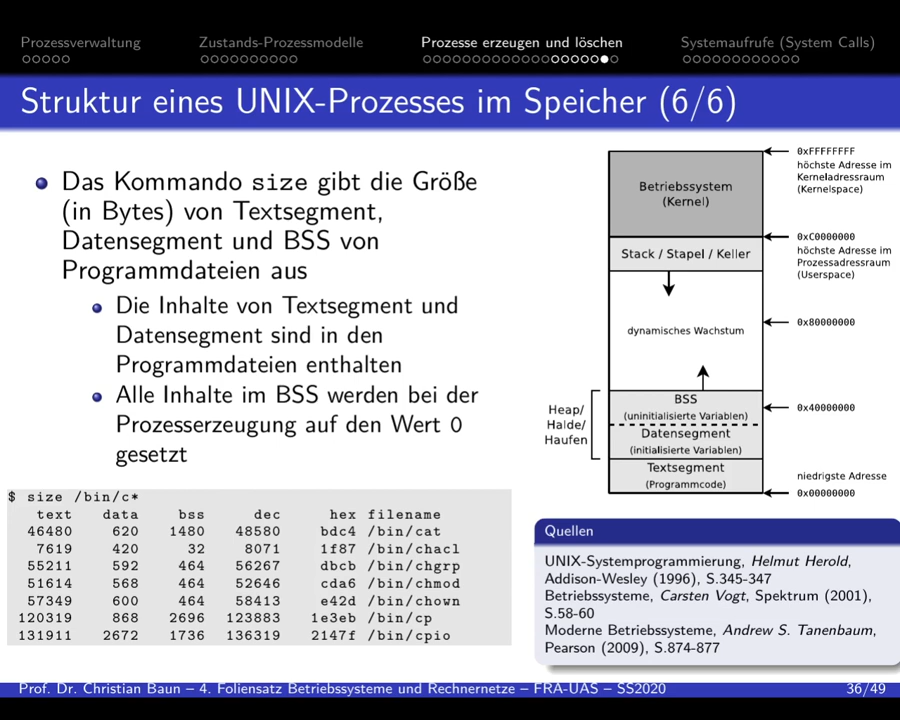 Prozessverwaltung Zustands-Prozessmodelle Prozesse erzeugen und löschen Systemaufrufe (System Calls)
Struktur eines UNIX-Prozesses im Speicher (6/6)
Das Kommando size gibt die Größe
(in Bytes) von Textsegment,
Datensegment und BSS von
Programmdateien aus
Die Inhalte von Textsegment und
Datensegment sind in den
Programmdateien enthalten
Alle Inhalte im BSS werden bei der
Prozesserzeugung auf den Wert 0
gesetzt
$ size /bin/c*
text data bss dec hex filename
46480 620 1480 48580 bdc4 /bin/cat
7619 420 32 8071 1f87 /bin/chacl
55211 592 464 56267 dbcb /bin/chgrp
51614 568 464 52646 cda6 /bin/chmod
57349 600 464 58413 e42d /bin/chown
120319 868 2696 123883 1e3eb /bin/cp
131911 2672 1736 136319 2147f /bin/cpio
Betriebssystem
(Kernel)
Stack / Stapel / Keller
dynamisches Wachstum
BSS
(uninitialisierte Variablen)
Datensegment
(initialisierte Variablen)
Textsegment
(Programmcode)
Heap/
Halde/
Haufen
0xFFFFFFFF
höchste Adresse im
Kerneladressraum
(Kernelspace)
0xC0000000
höchste Adresse im
Prozessadressraum
(Userspace)
0x80000000
0x40000000
niedrigste Adresse
0x00000000
Quellen
UNIX-Systemprogrammierung, Helmut Herold,
Addison-Wesley (1996), S.345-347
Betriebssysteme, Carsten Vogt, Spektrum (2001),
S.58-60
Moderne Betriebssysteme, Andrew S. Tanenbaum,
Pearson (2009), S.874-877
Prof. Dr. Christian Baun – 4. Foliensatz Betriebssysteme und Rechnernetze – FRA-UAS – SS2020 36/49